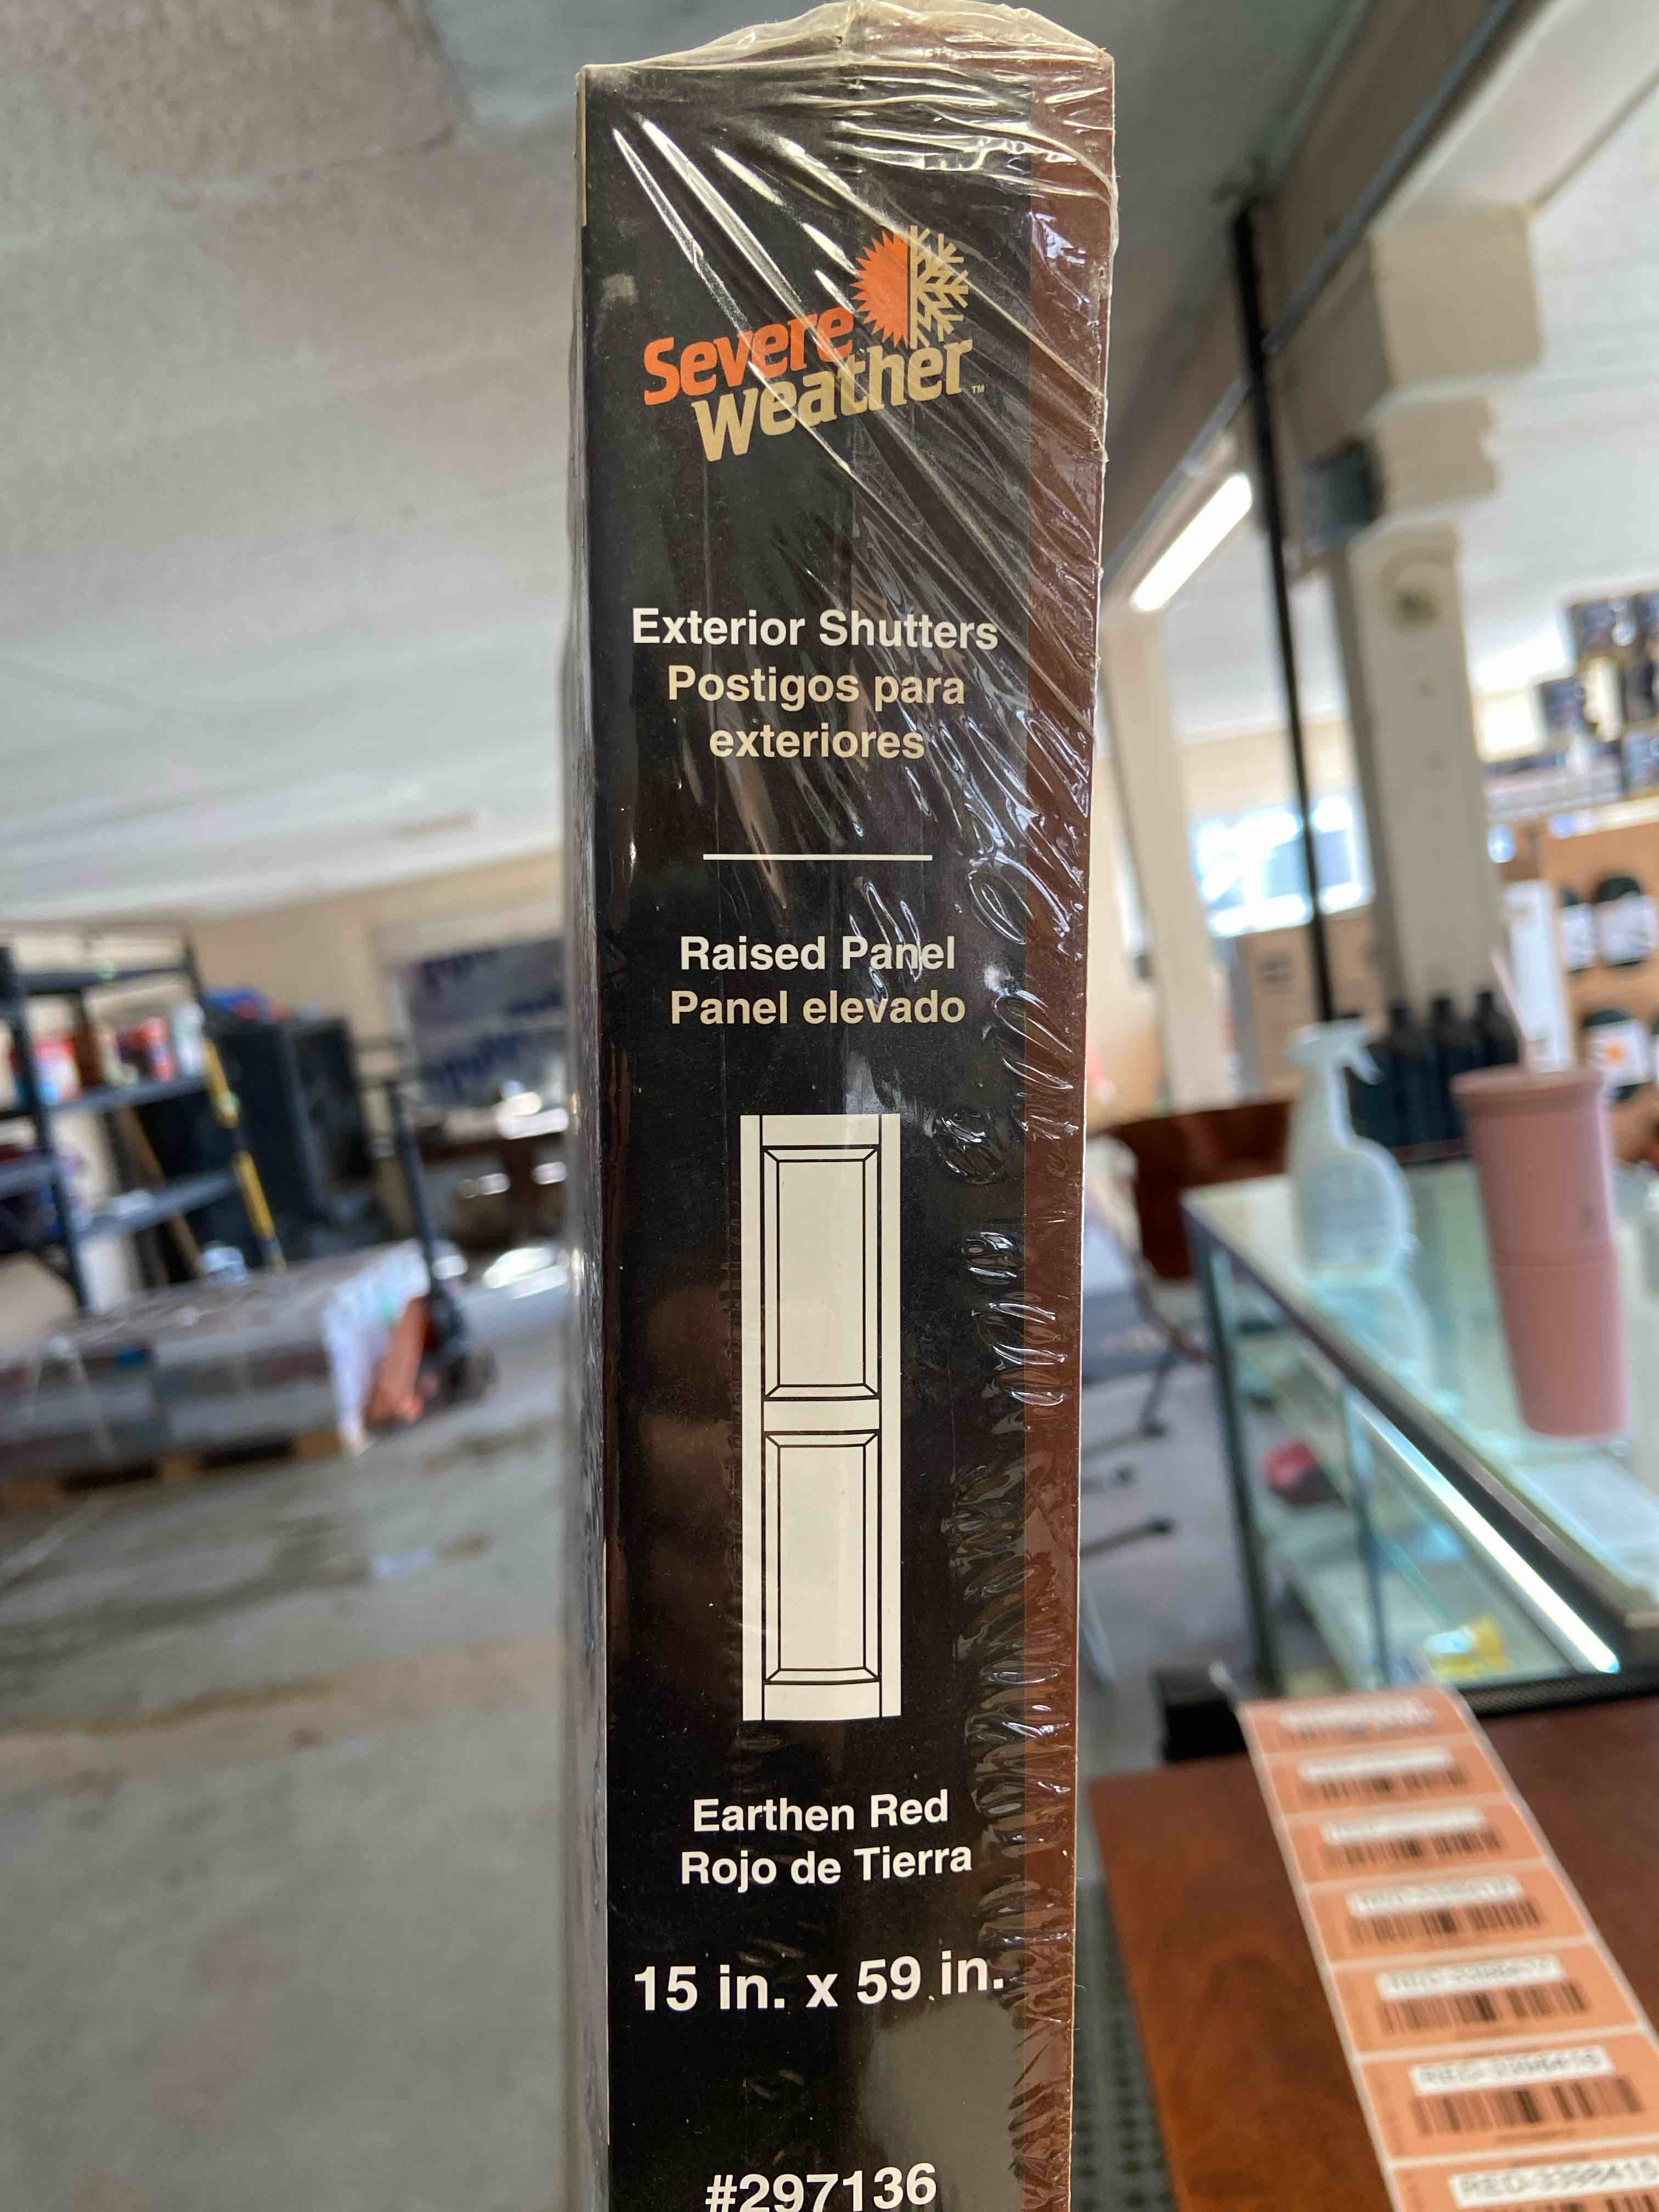 Severe
weather™
Exterior Shutters
Postigos para
exteriores
Raised Panel
Panel elevado
Earthen Red
Rojo de Tierra
15 in. x 59 in.
#297136